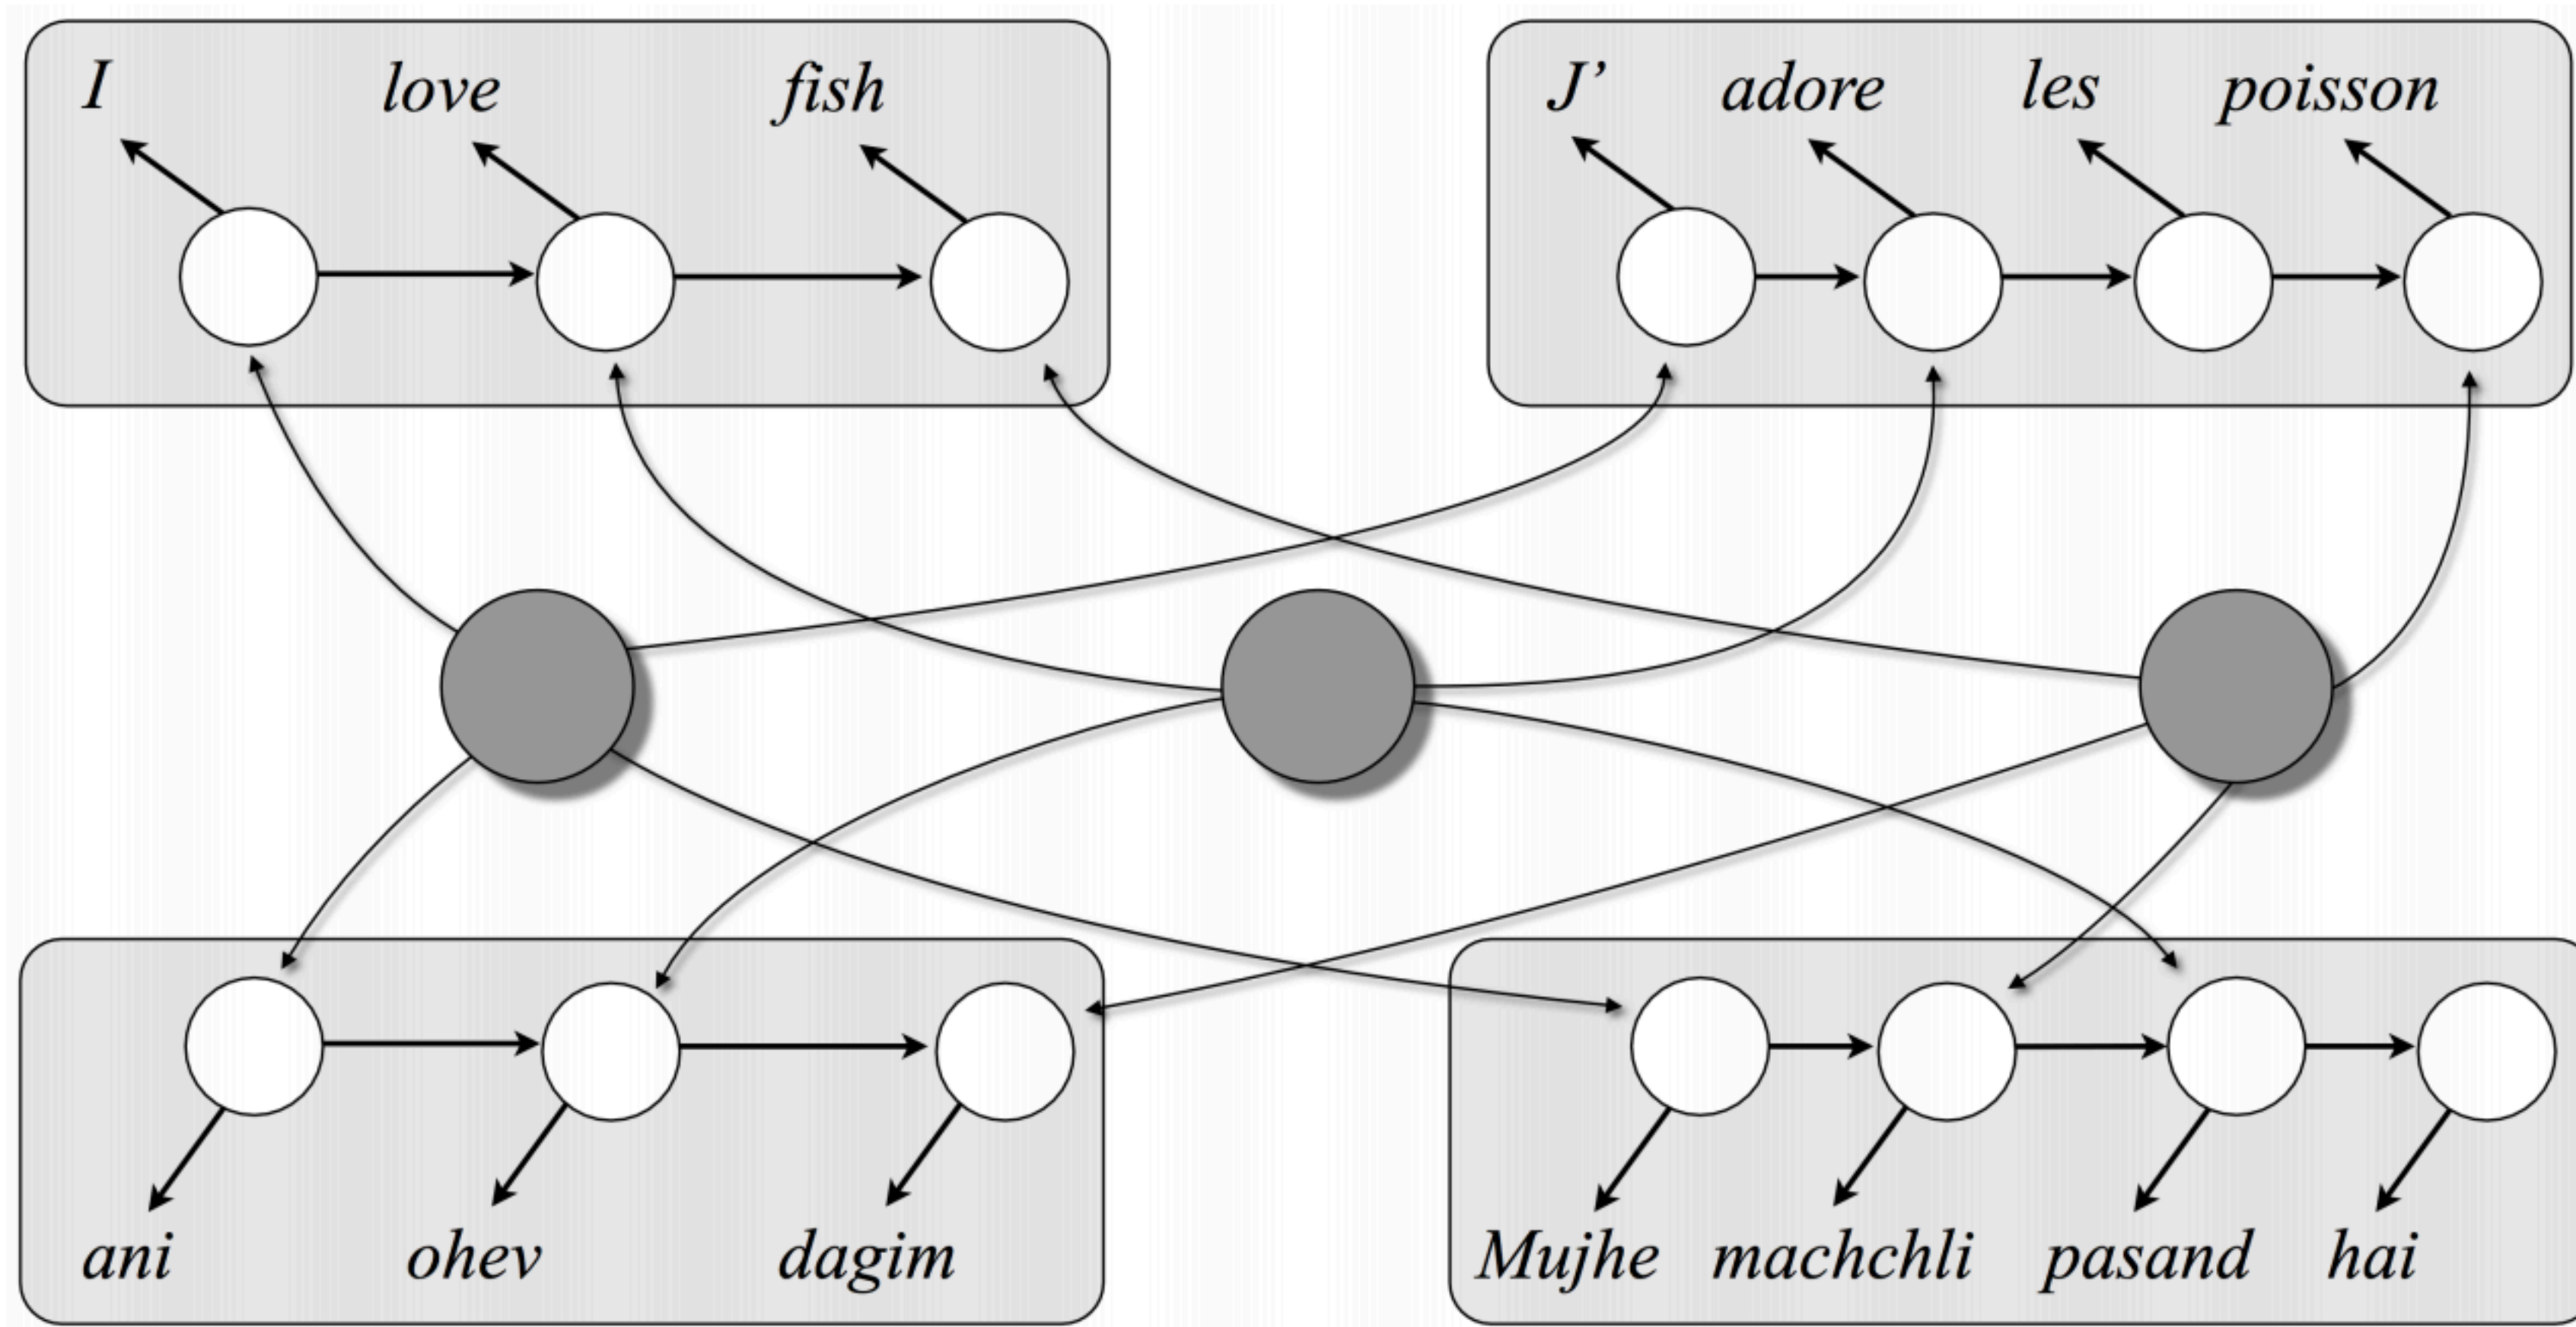 I love fish
J’ adore les poisson
ani ohev dagim
Mujhe machchli pasand hai